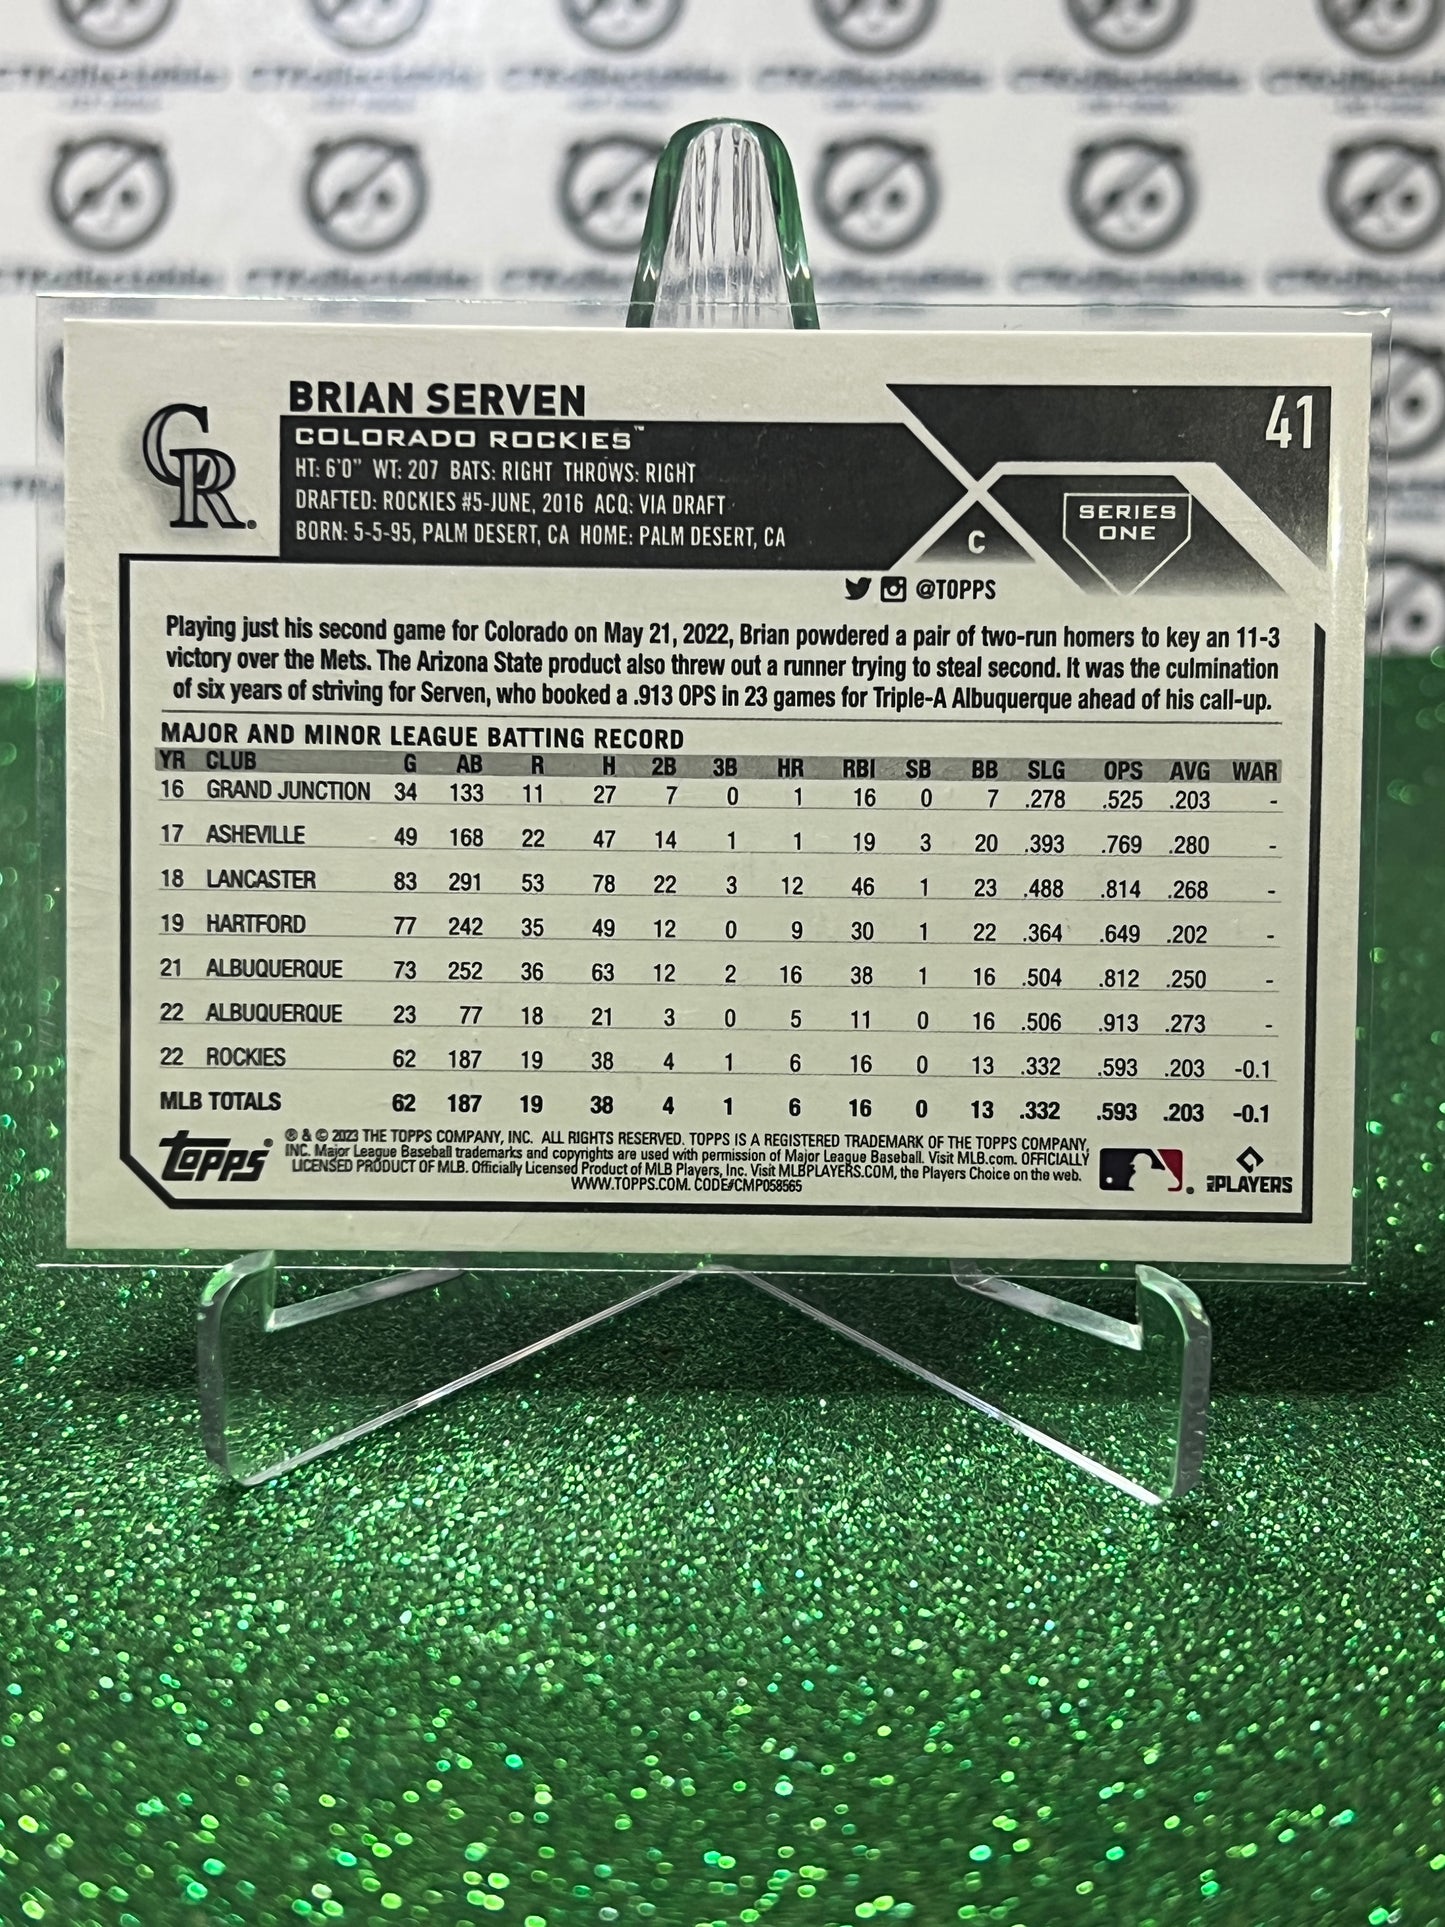 BRIAN SERVEN
41
COLORADO ROCKIES™
HT: 6'0" WT: 207 BATS: RIGHT THROWS: RIGHT
DRAFTED: ROCKIES #5-JUNE, 2016 ACQ: VIA DRAFT
BORN: 5-5-95, PALM DESERT, CA HOME: PALM DESERT, CA
CR
C
SERIES
ONE
@TOPPS
Playing just his second game for Colorado on May 21, 2022, Brian powdered a pair of two-run homers to key an 11-3
victory over the Mets. The Arizona State product also threw out a runner trying to steal second. It was the culmination
of six years of striving for Serven, who booked a .913 OPS in 23 games for Triple-A Albuquerque ahead of his call-up.
MAJOR AND MINOR LEAGUE BATTING RECORD
YR CLUB G AB R H 2B 3B HR RBI SB BB SLG OPS AVG WAR
16 GRAND JUNCTION 34 133 11 27 7 0 1 16 0 7 .278 .525 .203 -
17 ASHEVILLE 49 168 22 47 14 1 1 19 3 20 .393 .769 .280 -
18 LANCASTER 83 291 53 78 22 3 12 46 1 23 .488 .814 .268 -
19 HARTFORD 77 242 35 49 12 0 9 30 1 22 .364 .649 .202 -
21 ALBUQUERQUE 73 252 36 63 12 2 16 38 1 16 .504 .812 .250 -
22 ALBUQUERQUE 23 77 18 21 3 0 5 11 0 16 .506 .913 .273 -
22 ROCKIES 62 187 19 38 4 1 6 16 0 13 .332 .593 .203 -0.1
MLB TOTALS 62 187 19 38 4 1 6 16 0 13 .332 .593 .203 -0.1
TOPPS®
® & © 2023 THE TOPPS COMPANY, INC. ALL RIGHTS RESERVED. TOPPS IS A REGISTERED TRADEMARK OF THE TOPPS COMPANY,
INC. Major League Baseball trademarks and copyrights are used with permission of Major League Baseball. Visit MLB.com. OFFICIALLY
LICENSED PRODUCT OF MLB. Officially Licensed Product of MLB Players, Inc. Visit MLBPLAYERS.COM, the Players Choice on the web.
WWW.TOPPS.COM. CODE#CMP058565
PLAYERS